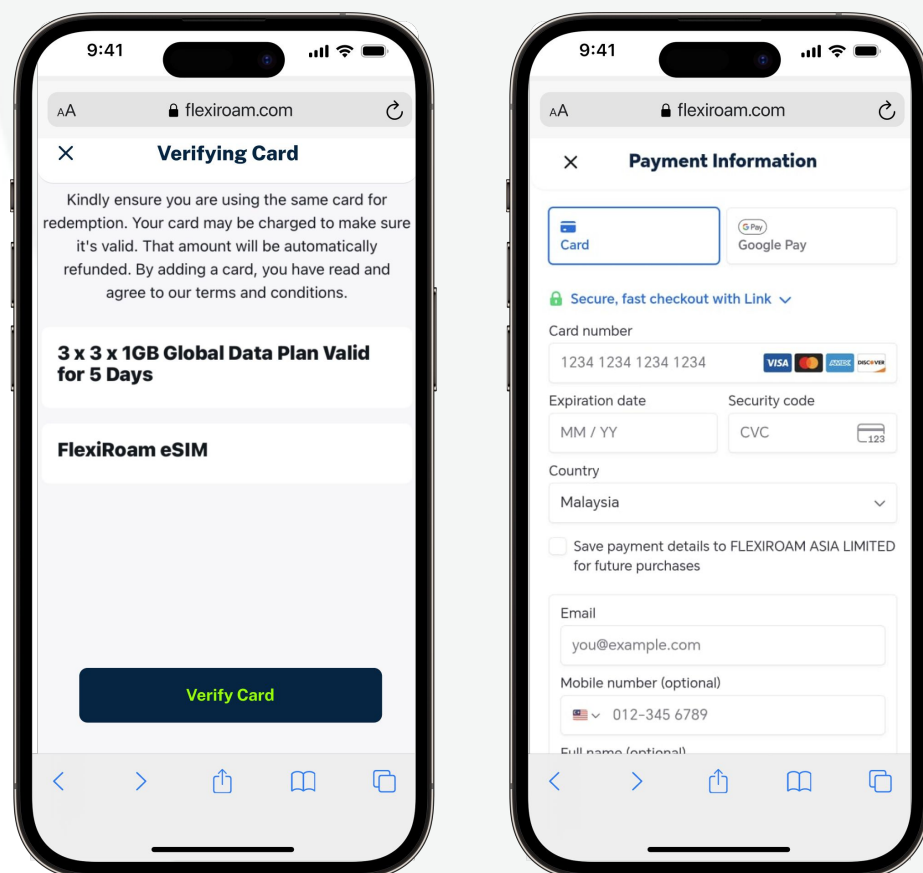 9:41
AA flexiroam.com
Verifying Card
Kindly ensure you are using the same card for
redemption. Your card may be charged to make sure
it's valid. That amount will be automatically
refunded. By adding a card, you have read and
agree to our terms and conditions.
3 x 3 x 1GB Global Data Plan Valid
for 5 Days
FlexiRoam eSIM
Verify Card
9:41
AA flexiroam.com
Payment Information
Card
G Pay
Google Pay
Secure, fast checkout with Link
Card number
1234 1234 1234 1234 VISA AMEX DISCOVER
Expiration date Security code
MM / YY CVC 123
Country
Malaysia
Save payment details to FLEXIROAM ASIA LIMITED
for future purchases
Email
you@example.com
Mobile number (optional)
012-345 6789
Full name (optional)